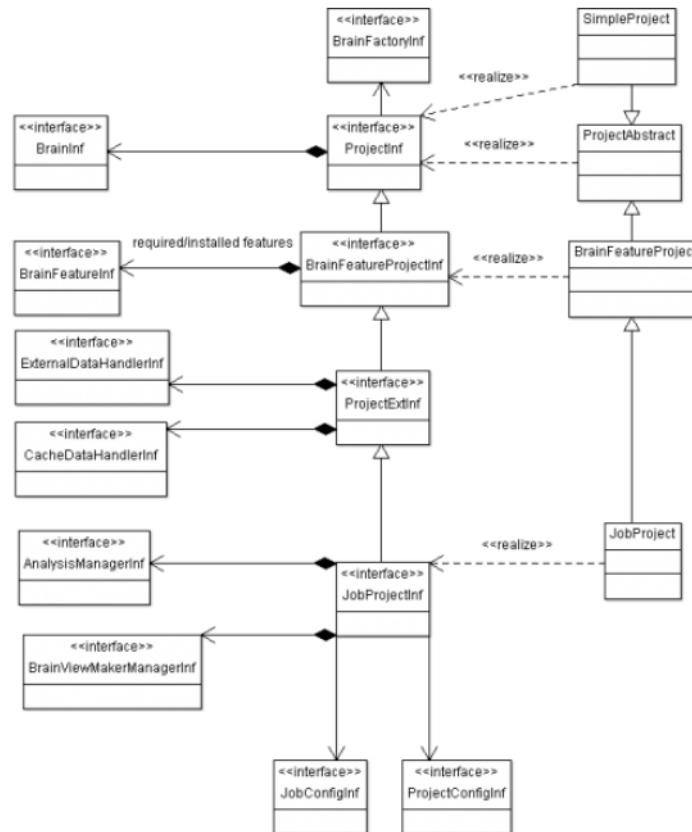 <<interface>>
BrainFactoryInf
SimpleProject
<<realize>>
<<interface>>
BrainInf
<<interface>>
ProjectInf
<<realize>>
ProjectAbstract
required/installed features
<<interface>>
BrainFeatureInf
<<interface>>
BrainFeatureProjectInf
<<realize>>
BrainFeatureProjec
<<interface>>
ExternalDataHandlerInf
<<interface>>
ProjectExtInf
<<interface>>
CacheDataHandlerInf
<<interface>>
AnalysisManagerInf
<<realize>>
JobProject
<<interface>>
JobProjectInf
<<interface>>
BrainViewMakerManagerInf
<<interface>>
JobConfigInf
<<interface>>
ProjectConfigInf